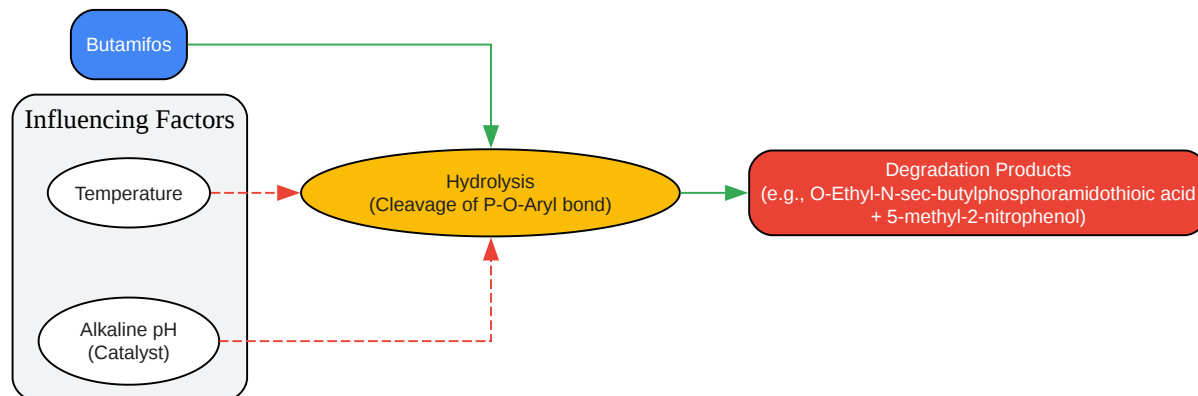 Butamifos
Influencing Factors
Temperature
Alkaline pH
(Catalyst)
Hydrolysis
(Cleavage of P-O-Aryl bond)
Degradation Products
(e.g., O-Ethyl-N-sec-butylphosphoramidothioic acid
+ 5-methyl-2-nitrophenol)